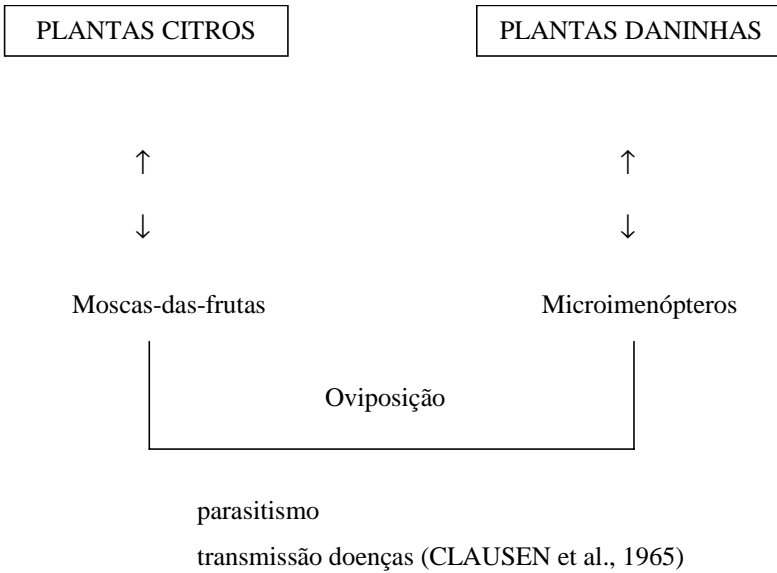 PLANTAS CITROS PLANTAS DANINHAS
↑ ↑
↓ ↓
Moscas-das-frutas Microimenópteros
Oviposição
parasitismo
transmissão doenças (CLAUSEN et al., 1965)